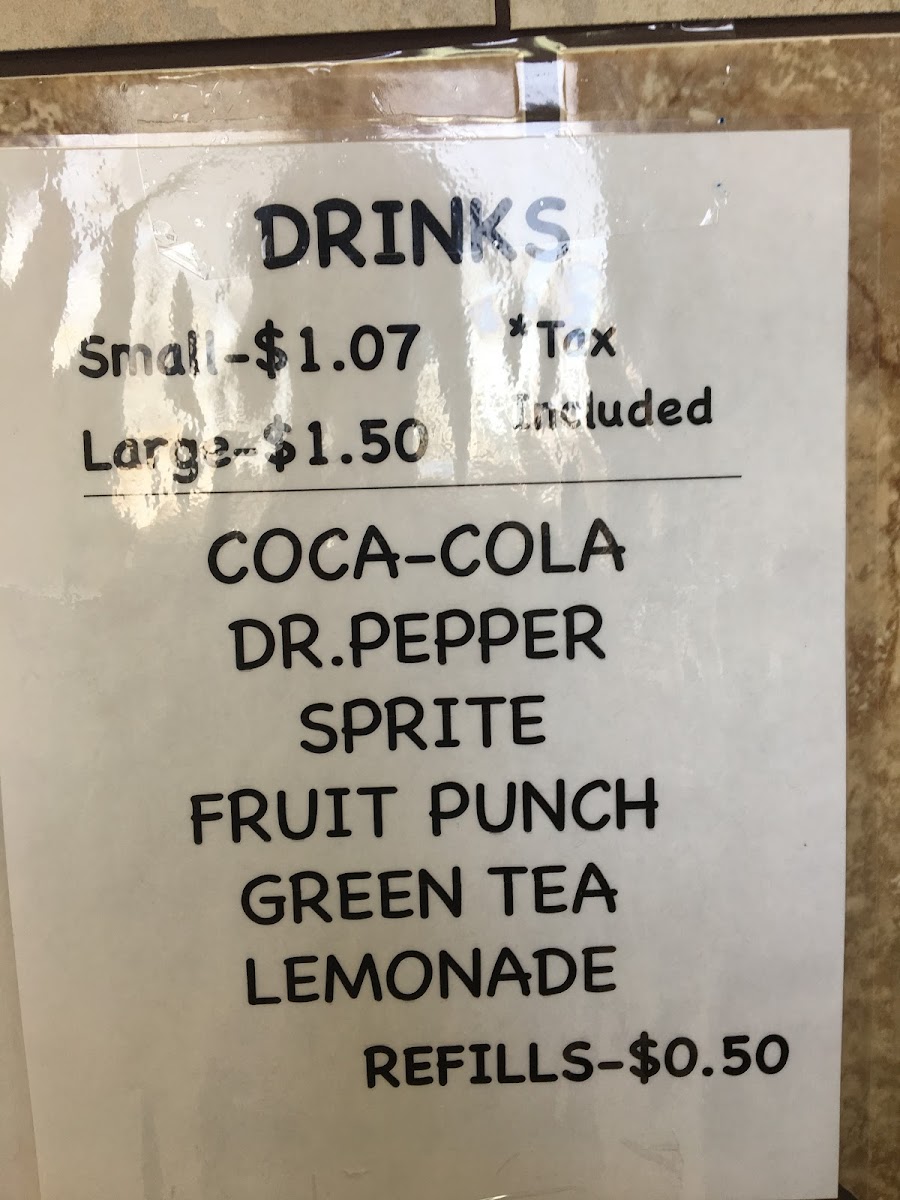 DRINKS
Small-$1.07
*Tax
Included
Large-$1.50
COCA-COLA
DR.PEPPER
SPRITE
FRUIT PUNCH
GREEN TEA
LEMONADE
REFILLS-$0.50